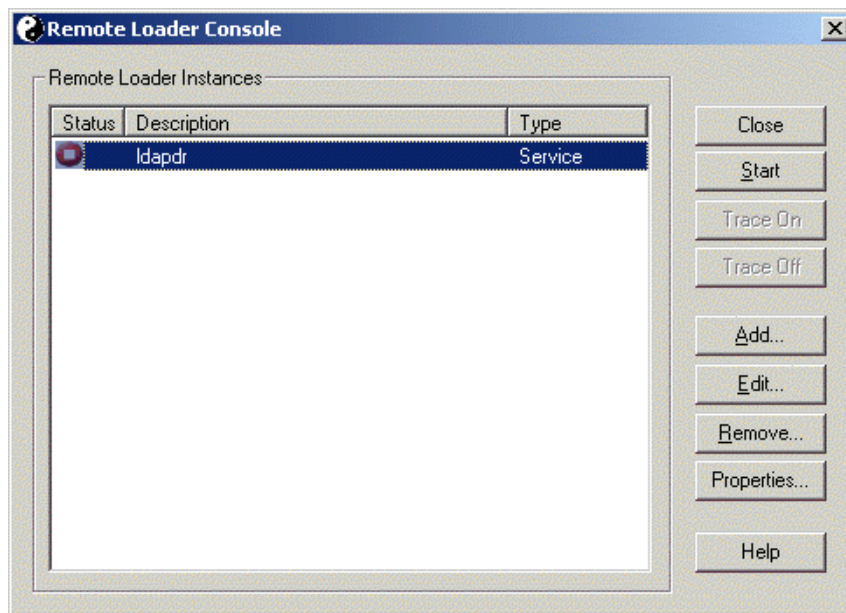 Remote Loader Console
Remote Loader Instances
Status Description Type
ldapdr Service
Close
Start
Trace On
Trace Off
Add...
Edit...
Remove...
Properties...
Help